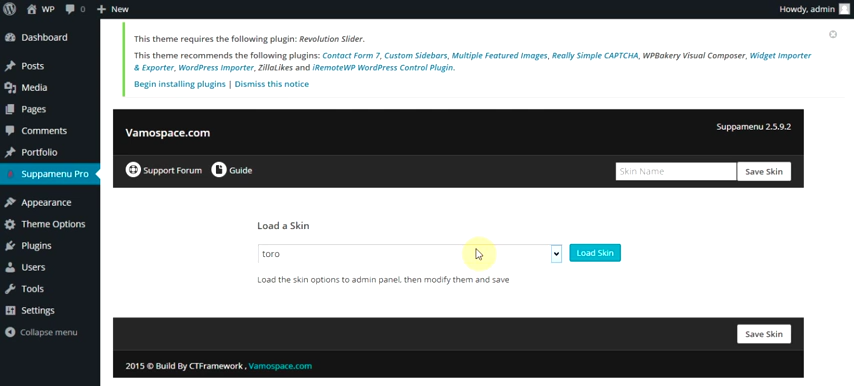 WP 0 + New Howdy, admin
Dashboard
Posts
Media
Pages
Comments
Portfolio
Suppamenu Pro
Appearance
Theme Options
Plugins
Users
Tools
Settings
Collapse menu
This theme requires the following plugin: Revolution Slider.
This theme recommends the following plugins: Contact Form 7, Custom Sidebars, Multiple Featured Images, Really Simple CAPTCHA, WPBakery Visual Composer, Widget Importer
& Exporter, WordPress Importer, ZillaLikes and iRemoteWP WordPress Control Plugin.
Begin installing plugins | Dismiss this notice
Vamospace.com
Suppamenu 2.5.9.2
Support Forum Guide Skin Name Save Skin
Load a Skin
toro Load Skin
Load the skin options to admin panel, then modify them and save
Save Skin
2015 © Build By CTFramework , Vamospace.com